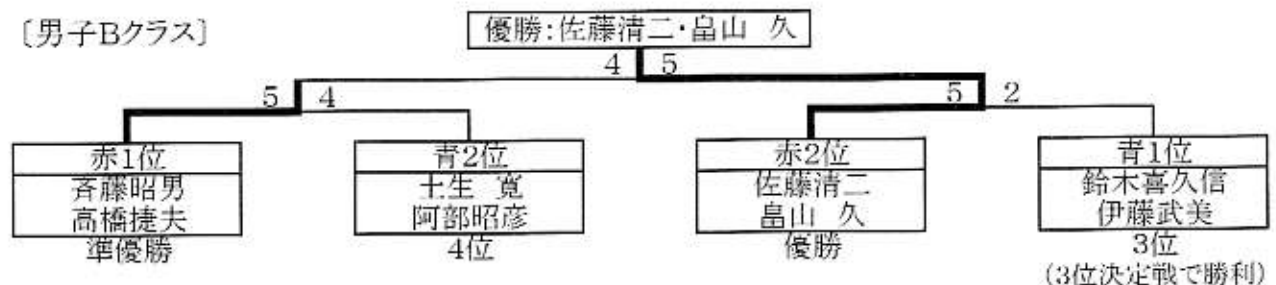 〔男子Bクラス〕
優勝:佐藤清二・畠山 久
4 5
5 4
5 2
赤1位
斉藤昭男
高橋捷夫
準優勝
青2位
土生 寛
阿部昭彦
4位
赤2位
佐藤清二
畠山 久
優勝
青1位
鈴木喜久信
伊藤武美
3位
(3位決定戦で勝利)